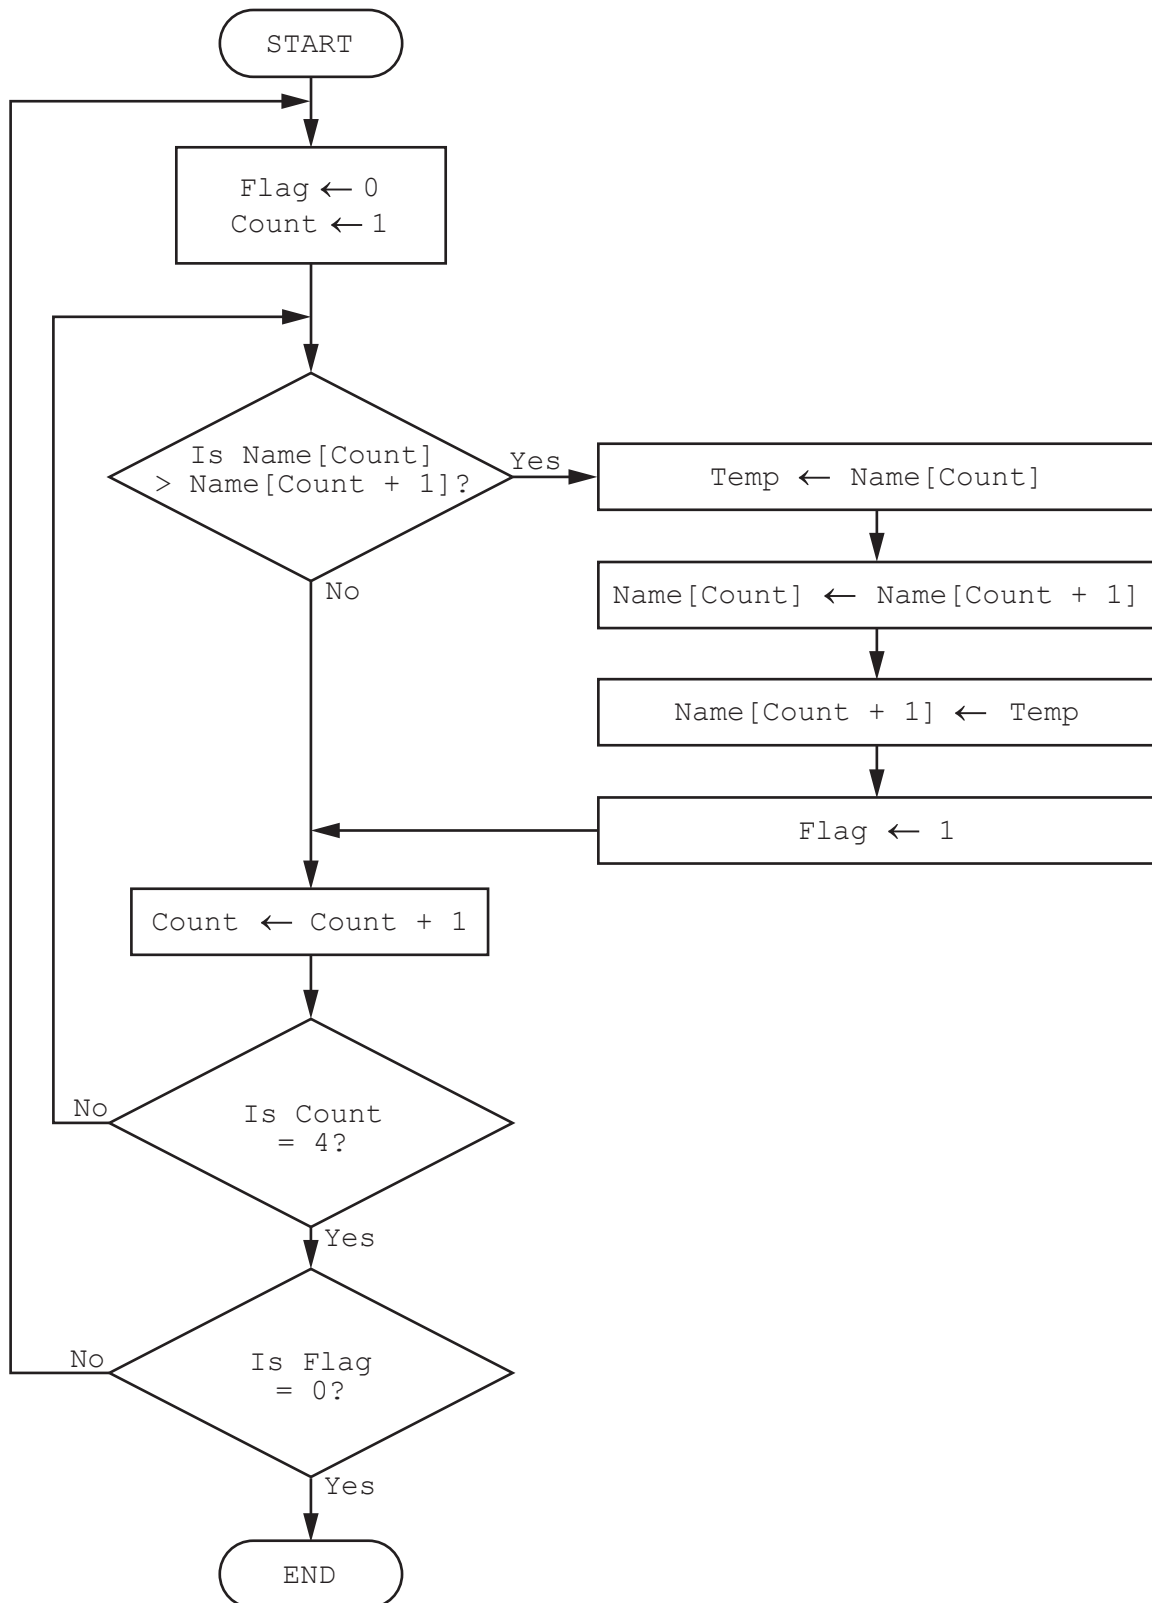 START
Flag ← 0
Count ← 1
Is Name[Count]
> Name[Count + 1]?
Yes
No
Temp ← Name[Count]
Name[Count] ← Name[Count + 1]
Name[Count + 1] ← Temp
Flag ← 1
Count ← Count + 1
Is Count
= 4?
No
Yes
Is Flag
= 0?
No
Yes
END